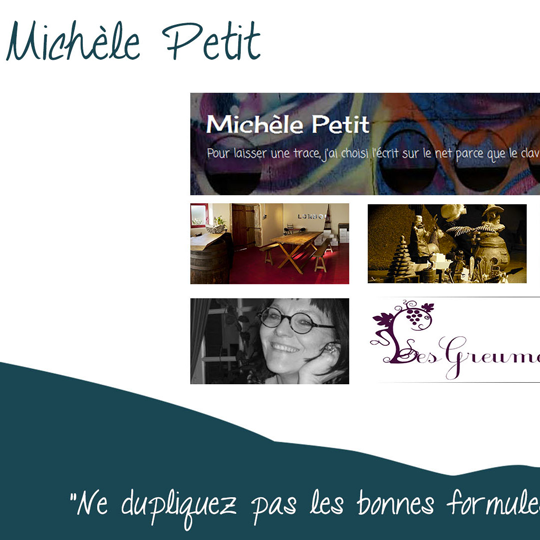 Michèle Petit
Michèle Petit
Pour laisser une trace, j'ai choisi l'écrit sur le net parce que le clav
Les Greume
"Ne dupliquez pas les bonnes formule